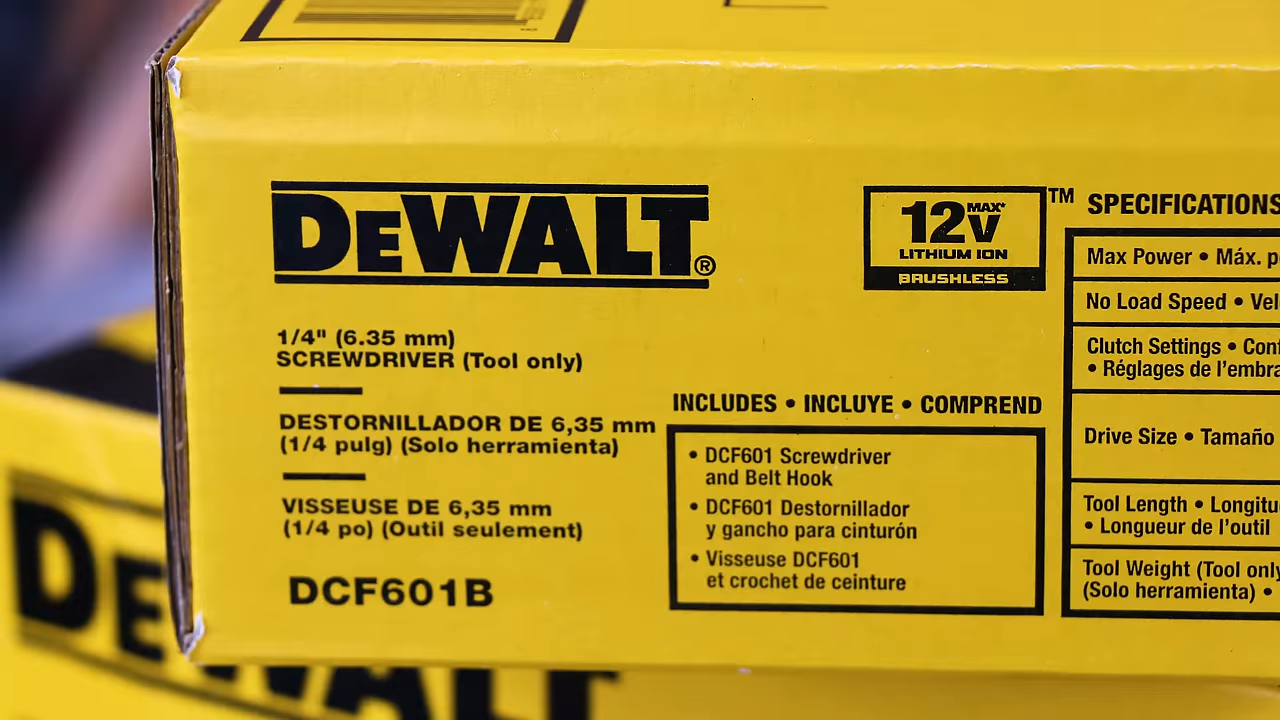 DEWALT®
1/4" (6.35 mm)
SCREWDRIVER (Tool only)
DESTORNILLADOR DE 6,35 mm
(1/4 pulg) (Solo herramienta)
VISSEUSE DE 6,35 mm
(1/4 po) (Outil seulement)
DCF601B
12V MAX*
LITHIUM ION
BRUSHLESS
TM
INCLUDES • INCLUYE • COMPREND
• DCF601 Screwdriver
and Belt Hook
• DCF601 Destornillador
y gancho para cinturón
• Visseuse DCF601
et crochet de ceinture
SPECIFICATIONS
Max Power • Máx.
No Load Speed •
Clutch Settings •
• Réglages de
Drive Size • Tamaño
Tool Length •
• Longueur de l'outil
Tool Weight (Tool only
(Solo herramienta) •
DEWALT